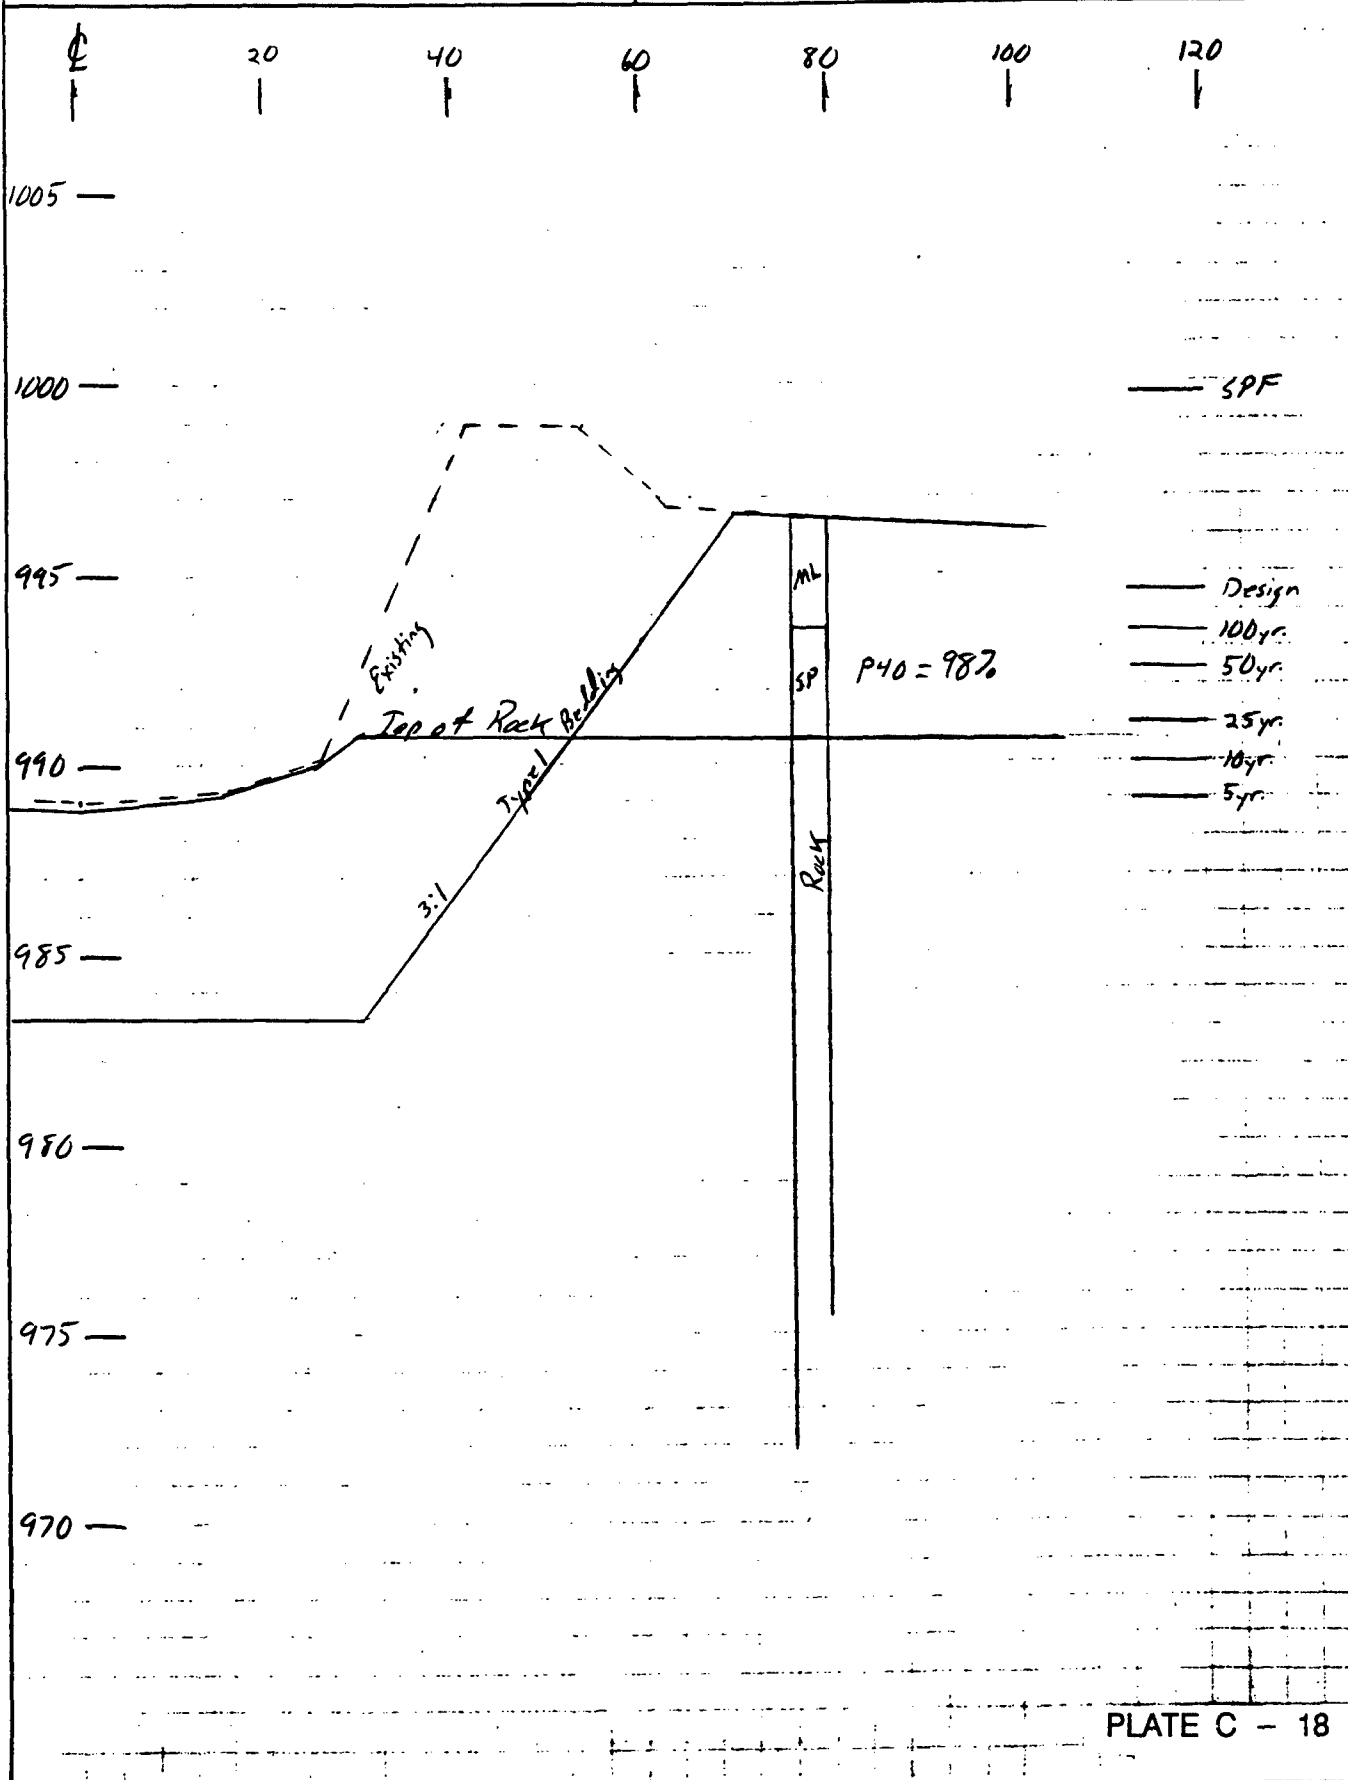 ℄ 20 40 60 80 100 120
1005
1000
SPF
995
ML
Design
100yr.
Existing
SP
P40 = 98%
50yr.
Top of Rock
Type 1 Bedding
25yr.
990
10yr.
5yr.
Rock
3:1
985
980
975
970
PLATE C - 18